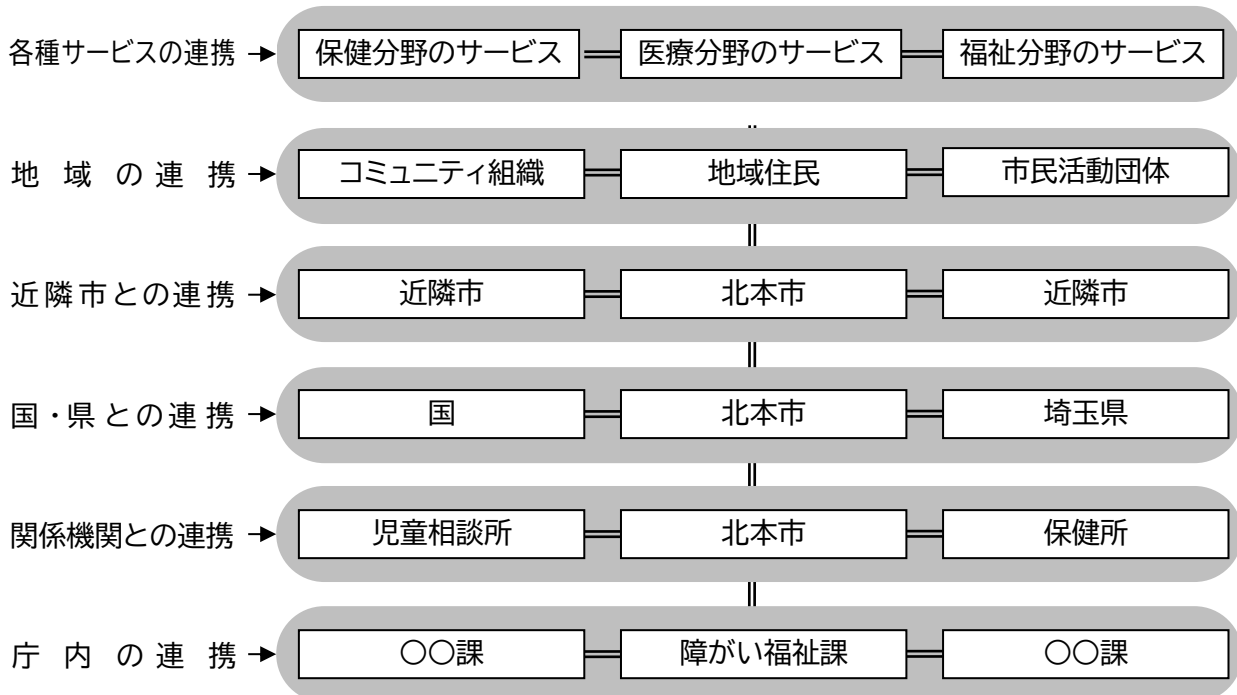 各種サービスの連携 保健分野のサービス 医療分野のサービス 福祉分野のサービス
地域の連携 コミュニティ組織 地域住民 市民活動団体
近隣市との連携 近隣市 北本市 近隣市
国・県との連携 国 北本市 埼玉県
関係機関との連携 児童相談所 北本市 保健所
庁内の連携 〇〇課 障がい福祉課 〇〇課